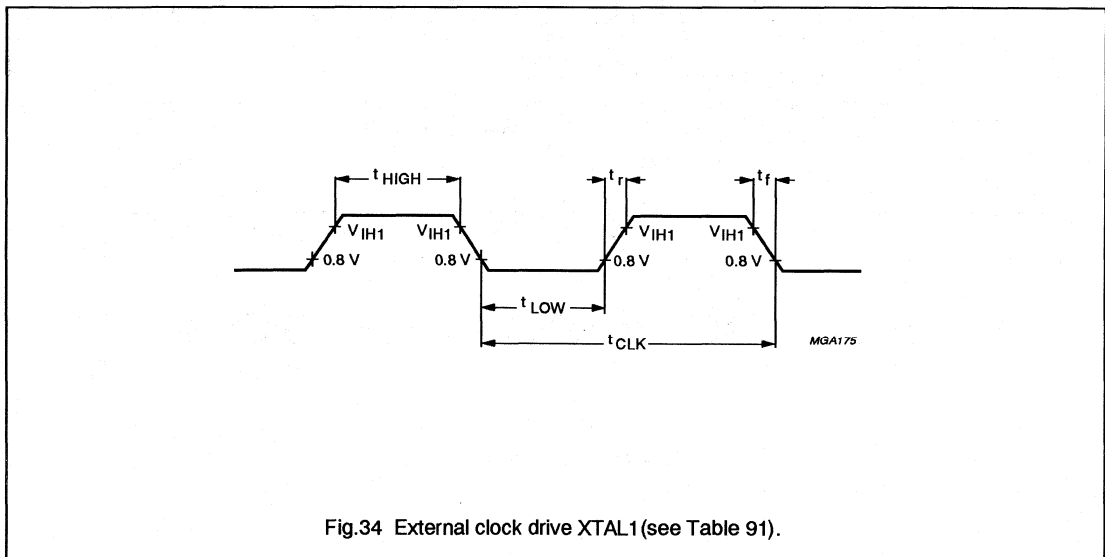 t HIGH
t r
t f
V IH1
V IH1
V IH1
V IH1
0.8 V
0.8 V
0.8 V
0.8 V
t LOW
t CLK
MGA175
Fig.34 External clock drive XTAL1(see Table 91).